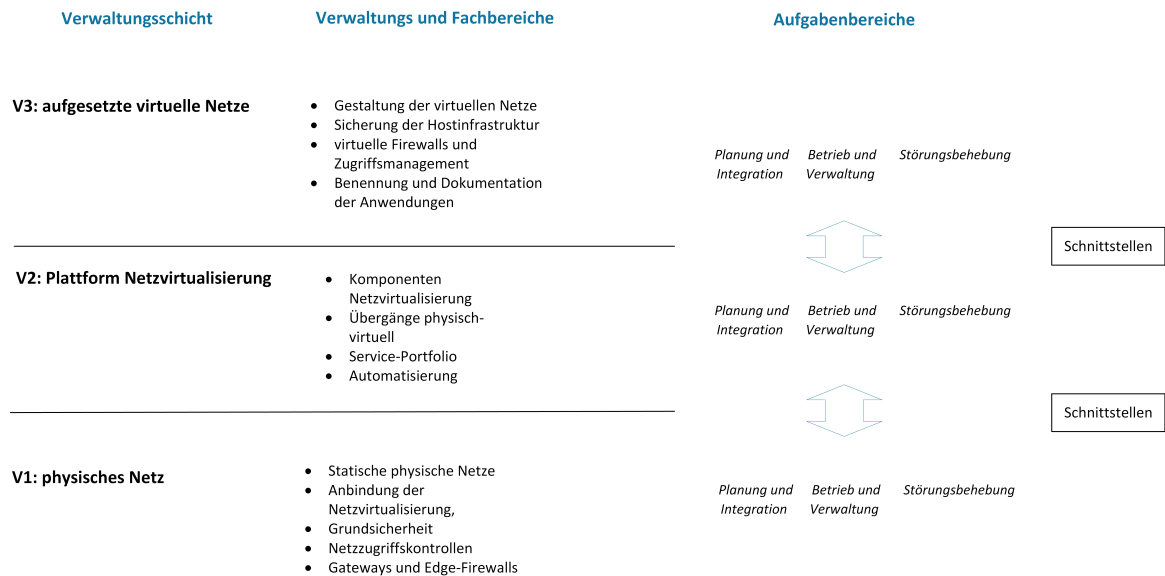 Verwaltungsschicht
Verwaltungs und Fachbereiche
Aufgabenbereiche
V3: aufgesetzte virtuelle Netze
• Gestaltung der virtuellen Netze
• Sicherung der Hostinfrastruktur
• virtuelle Firewalls und
Zugriffsmanagement
• Benennung und Dokumentation
der Anwendungen
Planung und
Integration
Betrieb und
Verwaltung
Störungsbehebung
Schnittstellen
V2: Plattform Netzvirtualisierung
• Komponenten
Netzvirtualisierung
• Übergänge physisch-
virtuell
• Service-Portfolio
• Automatisierung
Planung und
Integration
Betrieb und
Verwaltung
Störungsbehebung
Schnittstellen
V1: physisches Netz
• Statische physische Netze
• Anbindung der
Netzvirtualisierung,
• Grundsicherheit
• Netzzugriffskontrollen
• Gateways und Edge-Firewalls
Planung und
Integration
Betrieb und
Verwaltung
Störungsbehebung